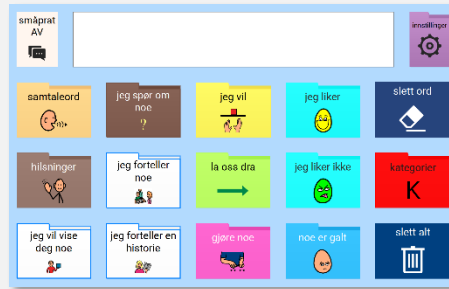 småprat
AV
innstillinger
samtaleord
jeg spør om
noe
?
jeg vil
jeg liker
slett ord
hilsninger
jeg forteller
noe
la oss dra
jeg liker ikke
kategorier
K
jeg vil vise
deg noe
jeg forteller en
historie
gjøre noe
noe er galt
slett alt